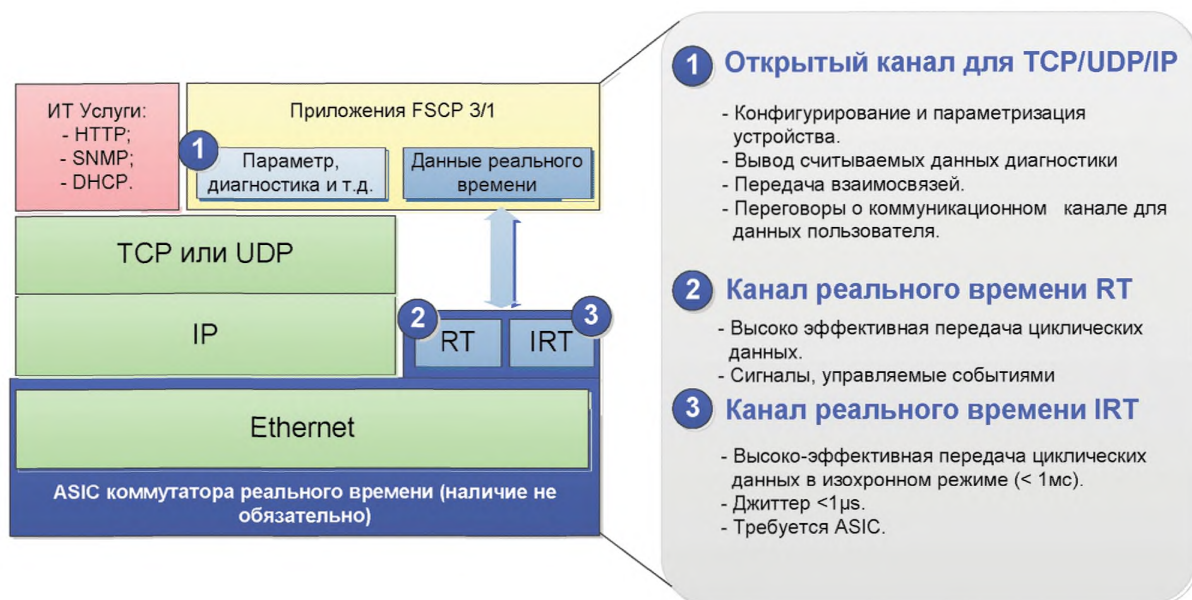 ИТ Услуги:
- HTTP;
- SNMP;
- DHCP.
Приложения FSCP 3/1
1
Параметр,
диагностика и т.д.
Данные реального
времени
TCP или UDP
IP
2
RT
IRT
3
Ethernet
ASIC коммутатора реального времени (наличие не
обязательно)
1 Открытый канал для TCP/UDP/IP
- Конфигурирование и параметризация
устройства.
- Вывод считываемых данных диагностики
- Передача взаимосвязей.
- Переговоры о коммуникационном канале для
данных пользователя.
2 Канал реального времени RT
- Высоко эффективная передача циклических
данных.
- Сигналы, управляемые событиями
3 Канал реального времени IRT
- Высоко-эффективная передача циклических
данных в изохронном режиме (< 1мс).
- Джиттер <1µs.
- Требуется ASIC.